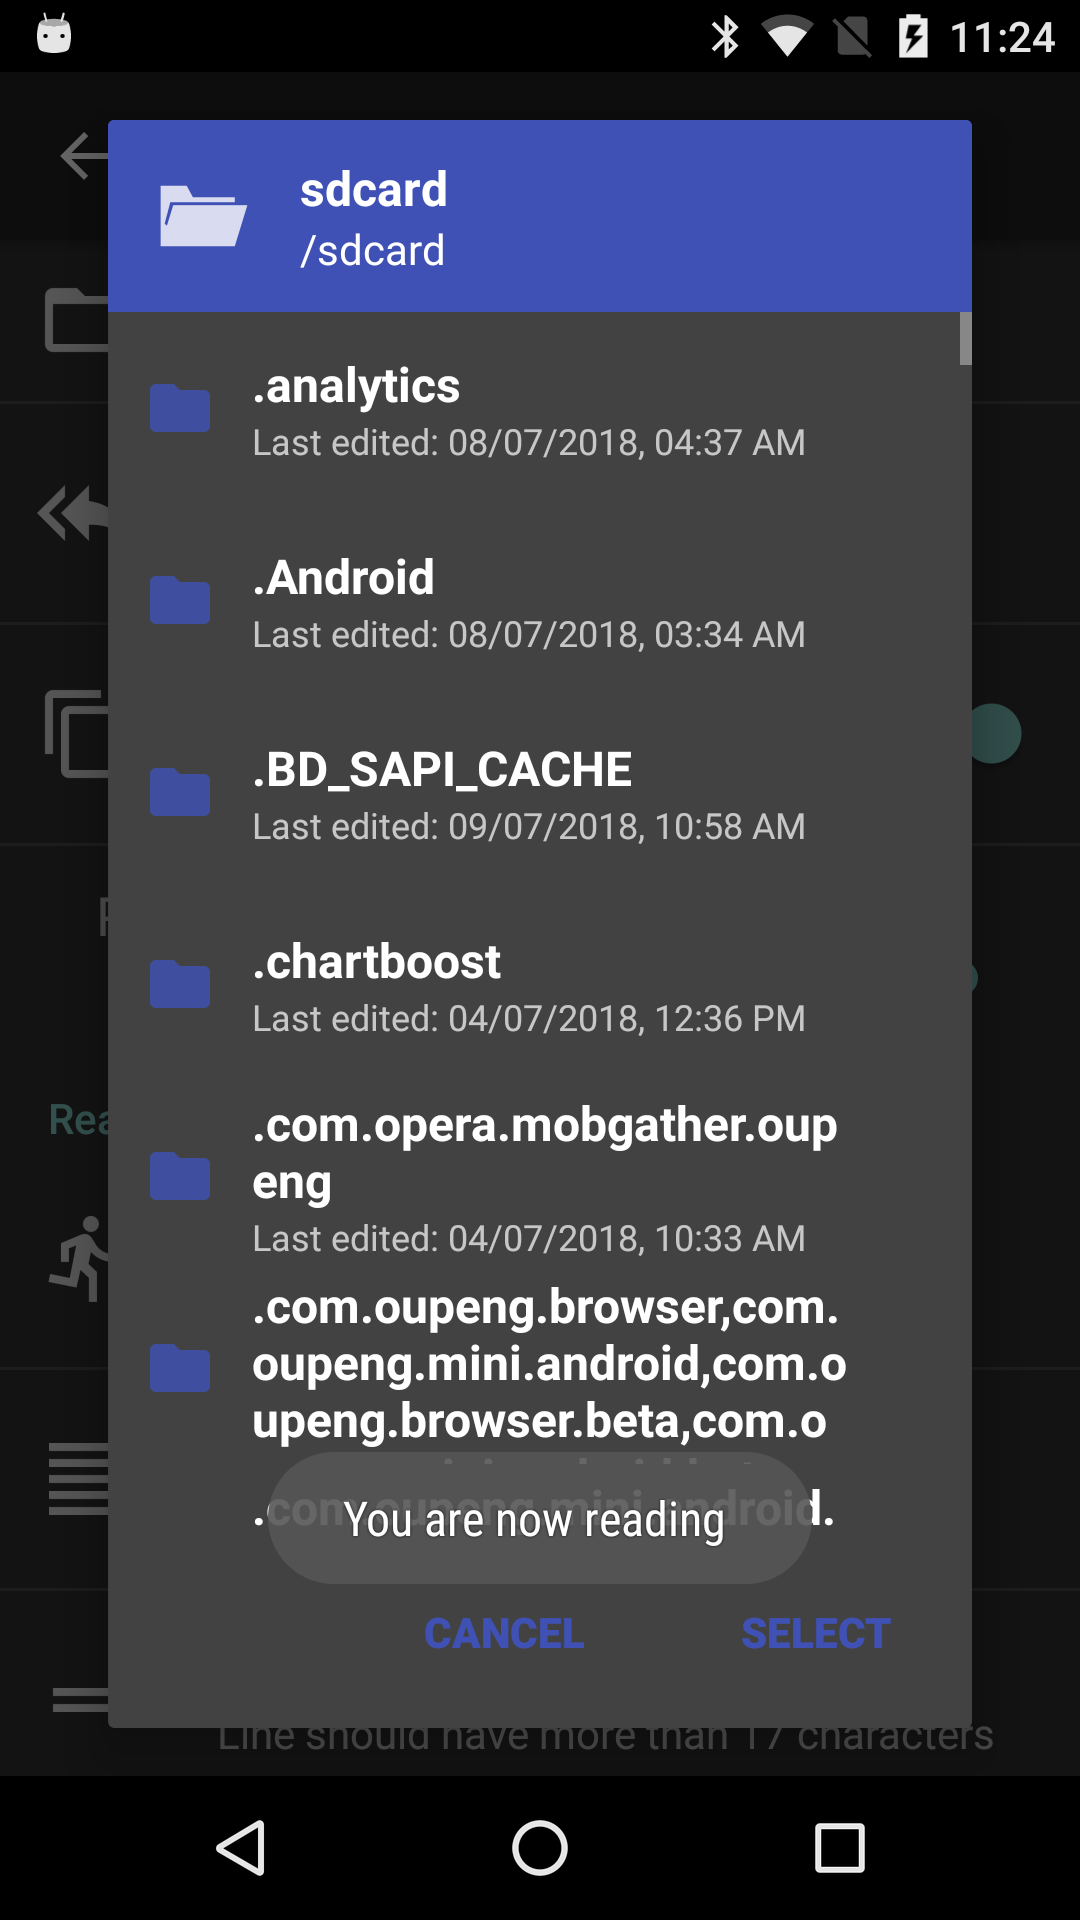 11:24
sdcard
/sdcard
.analytics
Last edited: 08/07/2018, 04:37 AM
.Android
Last edited: 08/07/2018, 03:34 AM
.BD_SAPI_CACHE
Last edited: 09/07/2018, 10:58 AM
.chartboost
Last edited: 04/07/2018, 12:36 PM
Rea
.com.opera.mobgather.oup
eng
Last edited: 04/07/2018, 10:33 AM
.com.oupeng.browser,com.
oupeng.mini.android,com.o
upeng.browser.beta,com.o
.com.oupeng.mini.android.
You are now reading
CANCEL
SELECT
Line should have more than 17 characters